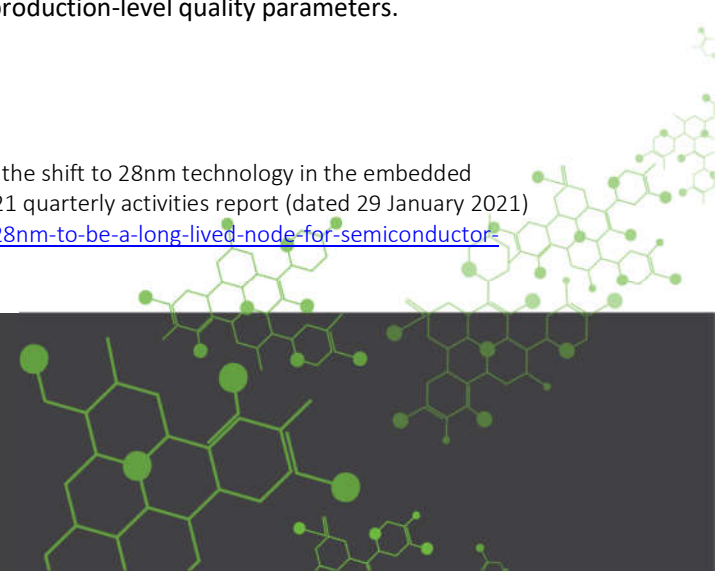 production-level quality parameters.
the shift to 28nm technology in the embedded
21 quarterly activities report (dated 29 January 2021)
28nm-to-be-a-long-lived-node-for-semiconductor-